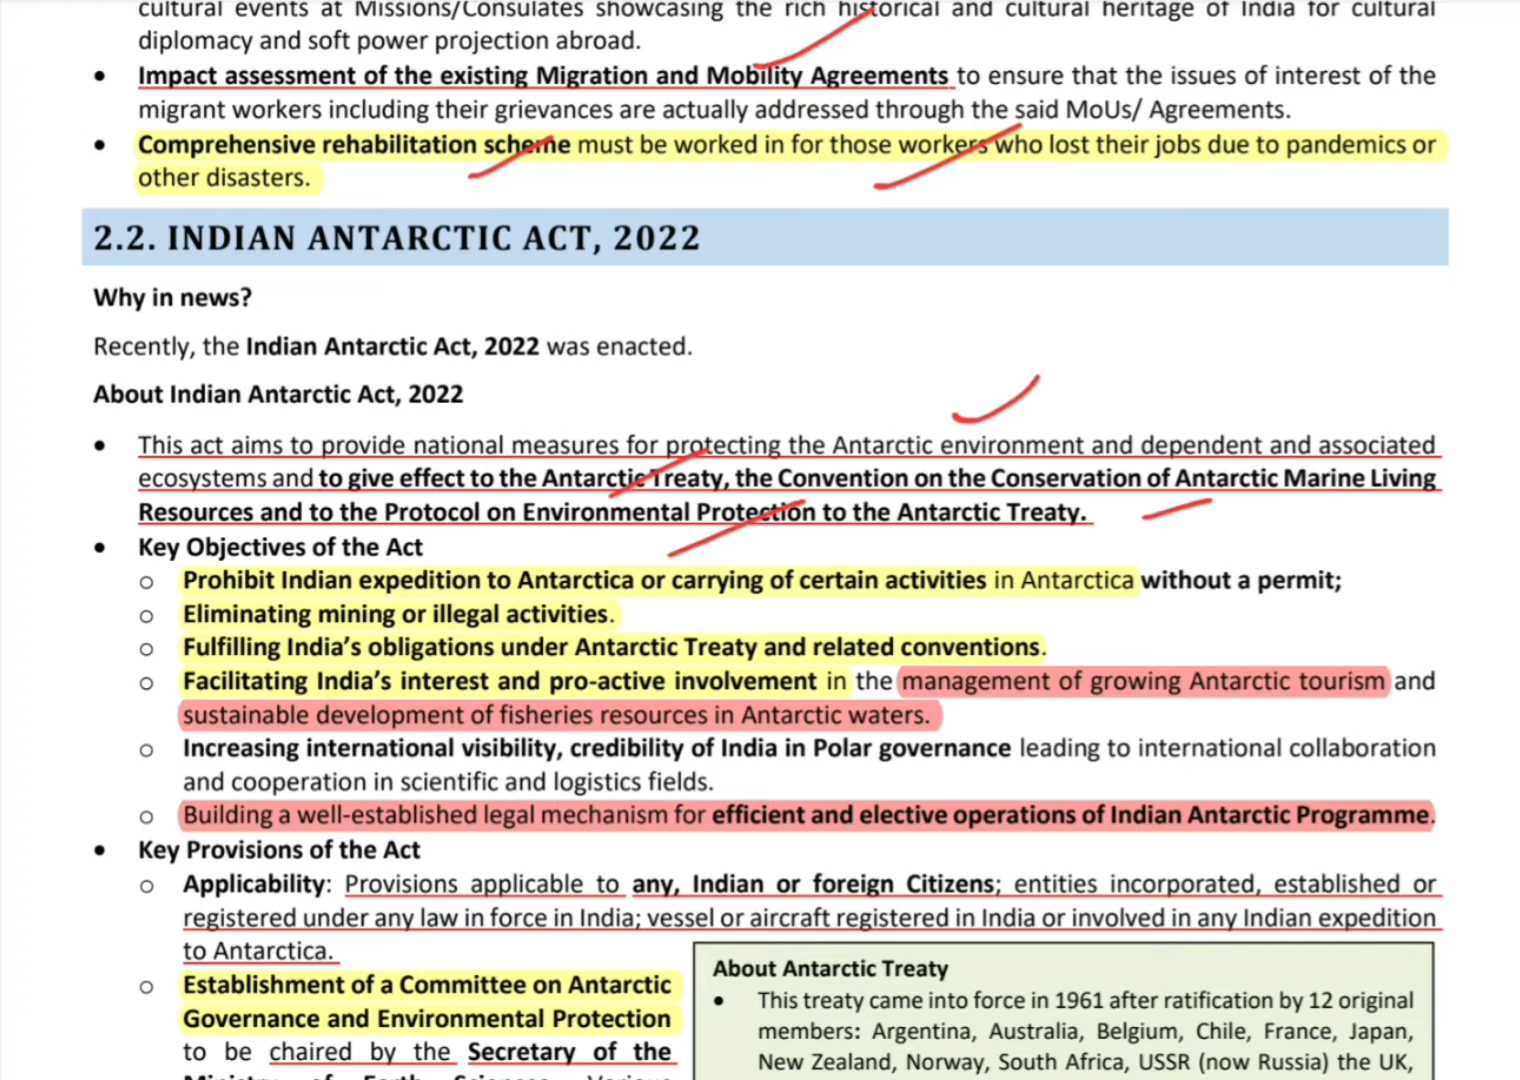 cultural events at Missions/Consulates showcasing the rich historical and cultural heritage of India for cultural
diplomacy and soft power projection abroad.
• Impact assessment of the existing Migration and Mobility Agreements to ensure that the issues of interest of the
migrant workers including their grievances are actually addressed through the said MoUs/ Agreements.
• Comprehensive rehabilitation scheme must be worked in for those workers who lost their jobs due to pandemics or
other disasters.
2.2. INDIAN ANTARCTIC ACT, 2022
Why in news?
Recently, the Indian Antarctic Act, 2022 was enacted.
About Indian Antarctic Act, 2022
• This act aims to provide national measures for protecting the Antarctic environment and dependent and associated
ecosystems and to give effect to the Antarctic Treaty, the Convention on the Conservation of Antarctic Marine Living
Resources and to the Protocol on Environmental Protection to the Antarctic Treaty.
• Key Objectives of the Act
o Prohibit Indian expedition to Antarctica or carrying of certain activities in Antarctica without a permit;
o Eliminating mining or illegal activities.
o Fulfilling India's obligations under Antarctic Treaty and related conventions.
o Facilitating India's interest and pro-active involvement in the management of growing Antarctic tourism and
sustainable development of fisheries resources in Antarctic waters.
o Increasing international visibility, credibility of India in Polar governance leading to international collaboration
and cooperation in scientific and logistics fields.
o Building a well-established legal mechanism for efficient and elective operations of Indian Antarctic Programme.
• Key Provisions of the Act
o Applicability: Provisions applicable to any, Indian or foreign Citizens; entities incorporated, established or
registered under any law in force in India; vessel or aircraft registered in India or involved in any Indian expedition
to Antarctica.
o Establishment of a Committee on Antarctic
Governance and Environmental Protection
to be chaired by the Secretary of the
Ministry of Earth Sciences. Various
About Antarctic Treaty
• This treaty came into force in 1961 after ratification by 12 original
members: Argentina, Australia, Belgium, Chile, France, Japan,
New Zealand, Norway, South Africa, USSR (now Russia) the UK,